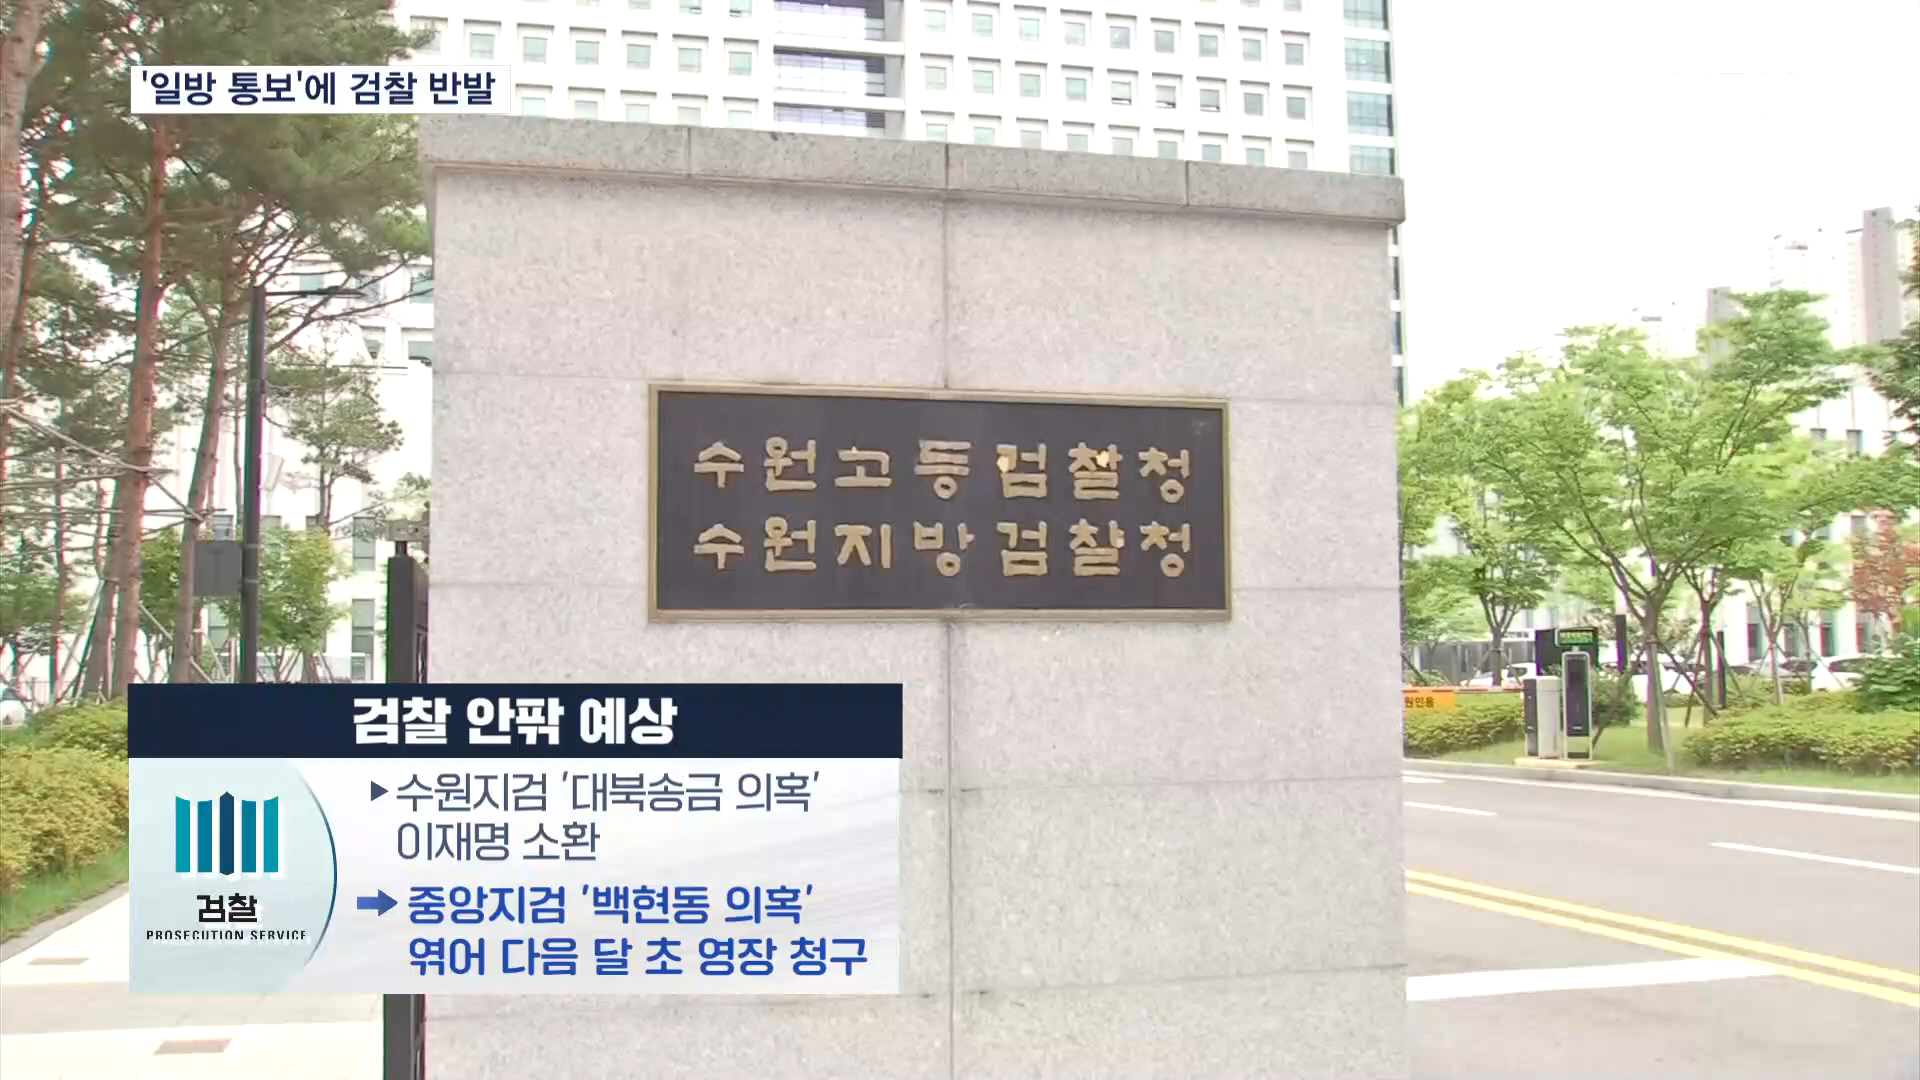 '일방 통보'에 검찰 반발
수원고등검찰청
수원지방검찰청
원인용
검찰 안팎 예상
▶수원지검 '대북송금 의혹'
이재명 소환
➡ 중앙지검 '백현동 의혹'
엮어 다음 달 초 영장 청구
검찰
PROSECUTION SERVICE